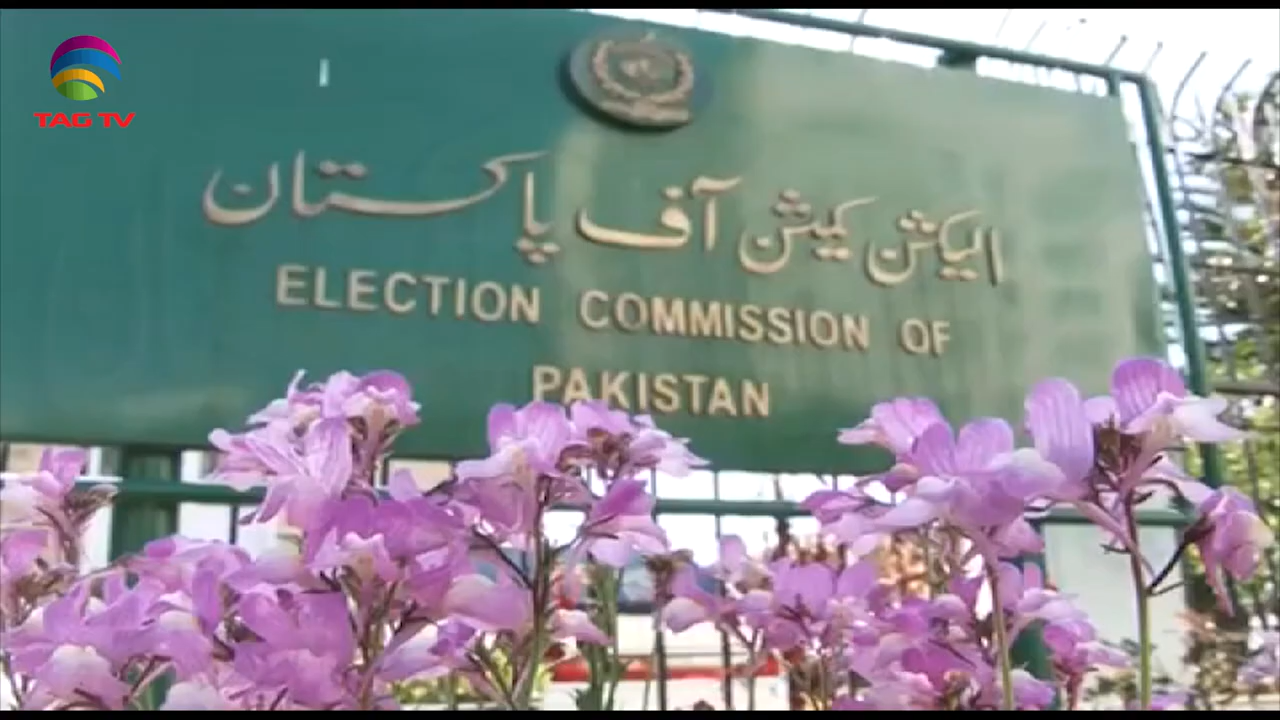 TAG TV
الیکشن کمیشن آف پاکستان
ELECTION COMMISSION OF
PAKISTAN